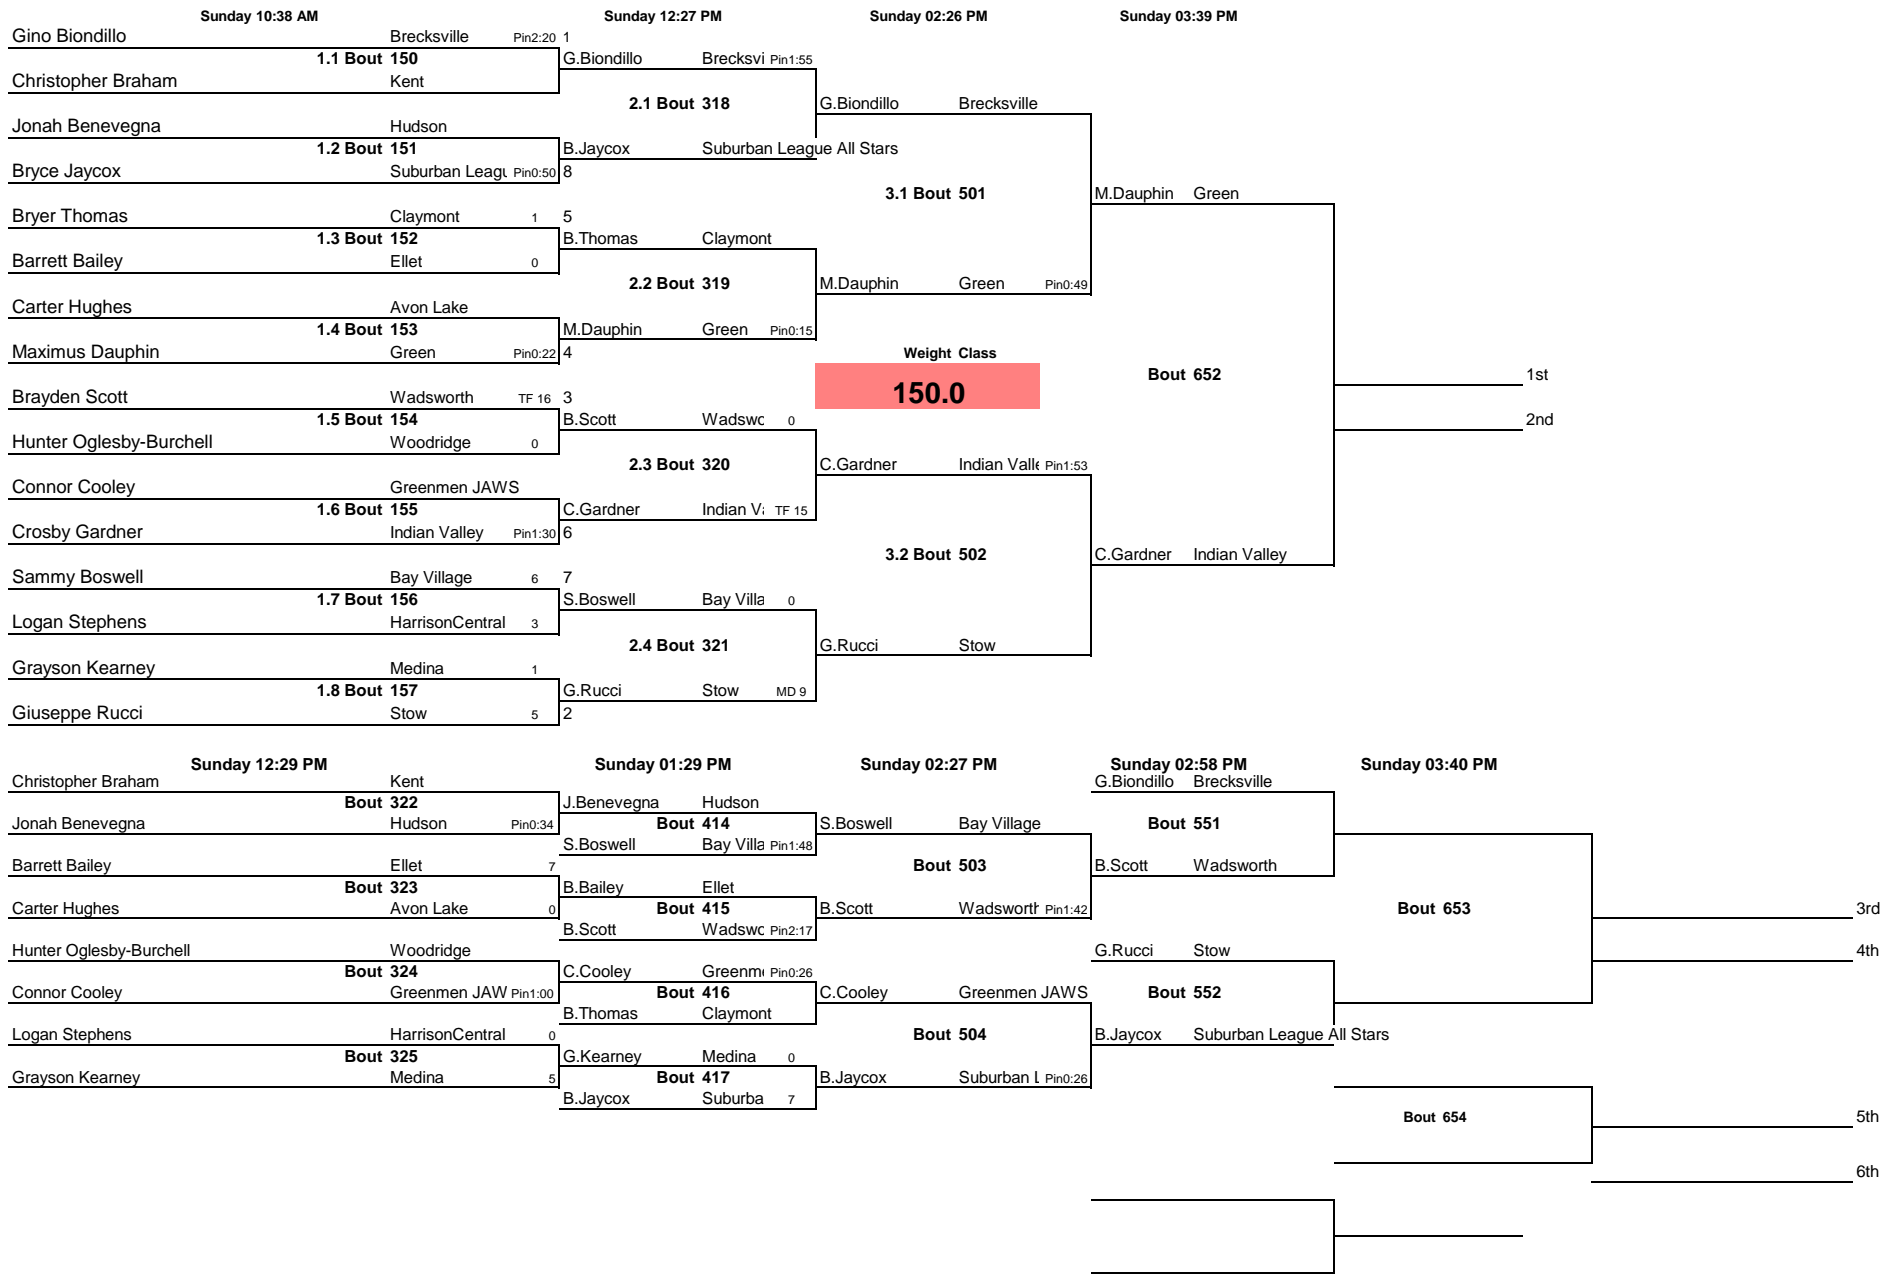 Sunday 10:38 AM Sunday 12:27 PM Sunday 02:26 PM Sunday 03:39 PM
Gino Biondillo Brecksville Pin2:20 1
1.1 Bout 150 G.Biondillo Brecksvi Pin1:55
Christopher Braham Kent
2.1 Bout 318 G.Biondillo Brecksville
Jonah Benevegna Hudson
1.2 Bout 151 B.Jaycox Suburban League All Stars
Bryce Jaycox Suburban Leagu Pin0:50 8
3.1 Bout 501 M.Dauphin Green
Bryer Thomas Claymont 1 5
1.3 Bout 152 B.Thomas Claymont
Barrett Bailey Ellet 0
2.2 Bout 319 M.Dauphin Green Pin0:49
Carter Hughes Avon Lake
1.4 Bout 153 M.Dauphin Green Pin0:15
Maximus Dauphin Green Pin0:22 4 Weight Class
Bout 652 1st
Brayden Scott Wadsworth TF 16 3 150.0
1.5 Bout 154 B.Scott Wadswo 0 2nd
Hunter Oglesby-Burchell Woodridge 0
2.3 Bout 320 C.Gardner Indian Valle Pin1:53
Connor Cooley Greenmen JAWS
1.6 Bout 155 C.Gardner Indian Va TF 15
Crosby Gardner Indian Valley Pin1:30 6
3.2 Bout 502 C.Gardner Indian Valley
Sammy Boswell Bay Village 6 7
1.7 Bout 156 S.Boswell Bay Villa 0
Logan Stephens HarrisonCentral 3
2.4 Bout 321 G.Rucci Stow
Grayson Kearney Medina 1
1.8 Bout 157 G.Rucci Stow MD 9
Giuseppe Rucci Stow 5 2
Sunday 12:29 PM Sunday 01:29 PM Sunday 02:27 PM Sunday 02:58 PM Sunday 03:40 PM
Christopher Braham Kent G.Biondillo Brecksville
Bout 322 J.Benevegna Hudson
Jonah Benevegna Hudson Pin0:34 Bout 414 S.Boswell Bay Village Bout 551
S.Boswell Bay Villa Pin1:48
Barrett Bailey Ellet 7 Bout 503 B.Scott Wadsworth
Bout 323 B.Bailey Ellet
Carter Hughes Avon Lake 0 Bout 415 B.Scott Wadsworth Pin1:42 Bout 653 3rd
B.Scott Wadswo Pin2:17
Hunter Oglesby-Burchell Woodridge G.Rucci Stow 4th
Bout 324 C.Cooley Greenme Pin0:26
Connor Cooley Greenmen JAW Pin1:00 Bout 416 C.Cooley Greenmen JAWS Bout 552
B.Thomas Claymont
Logan Stephens HarrisonCentral 0 Bout 504 B.Jaycox Suburban League All Stars
Bout 325 G.Kearney Medina 0
Grayson Kearney Medina 5 Bout 417 B.Jaycox Suburban L Pin0:26
B.Jaycox Suburba 7
Bout 654 5th
6th